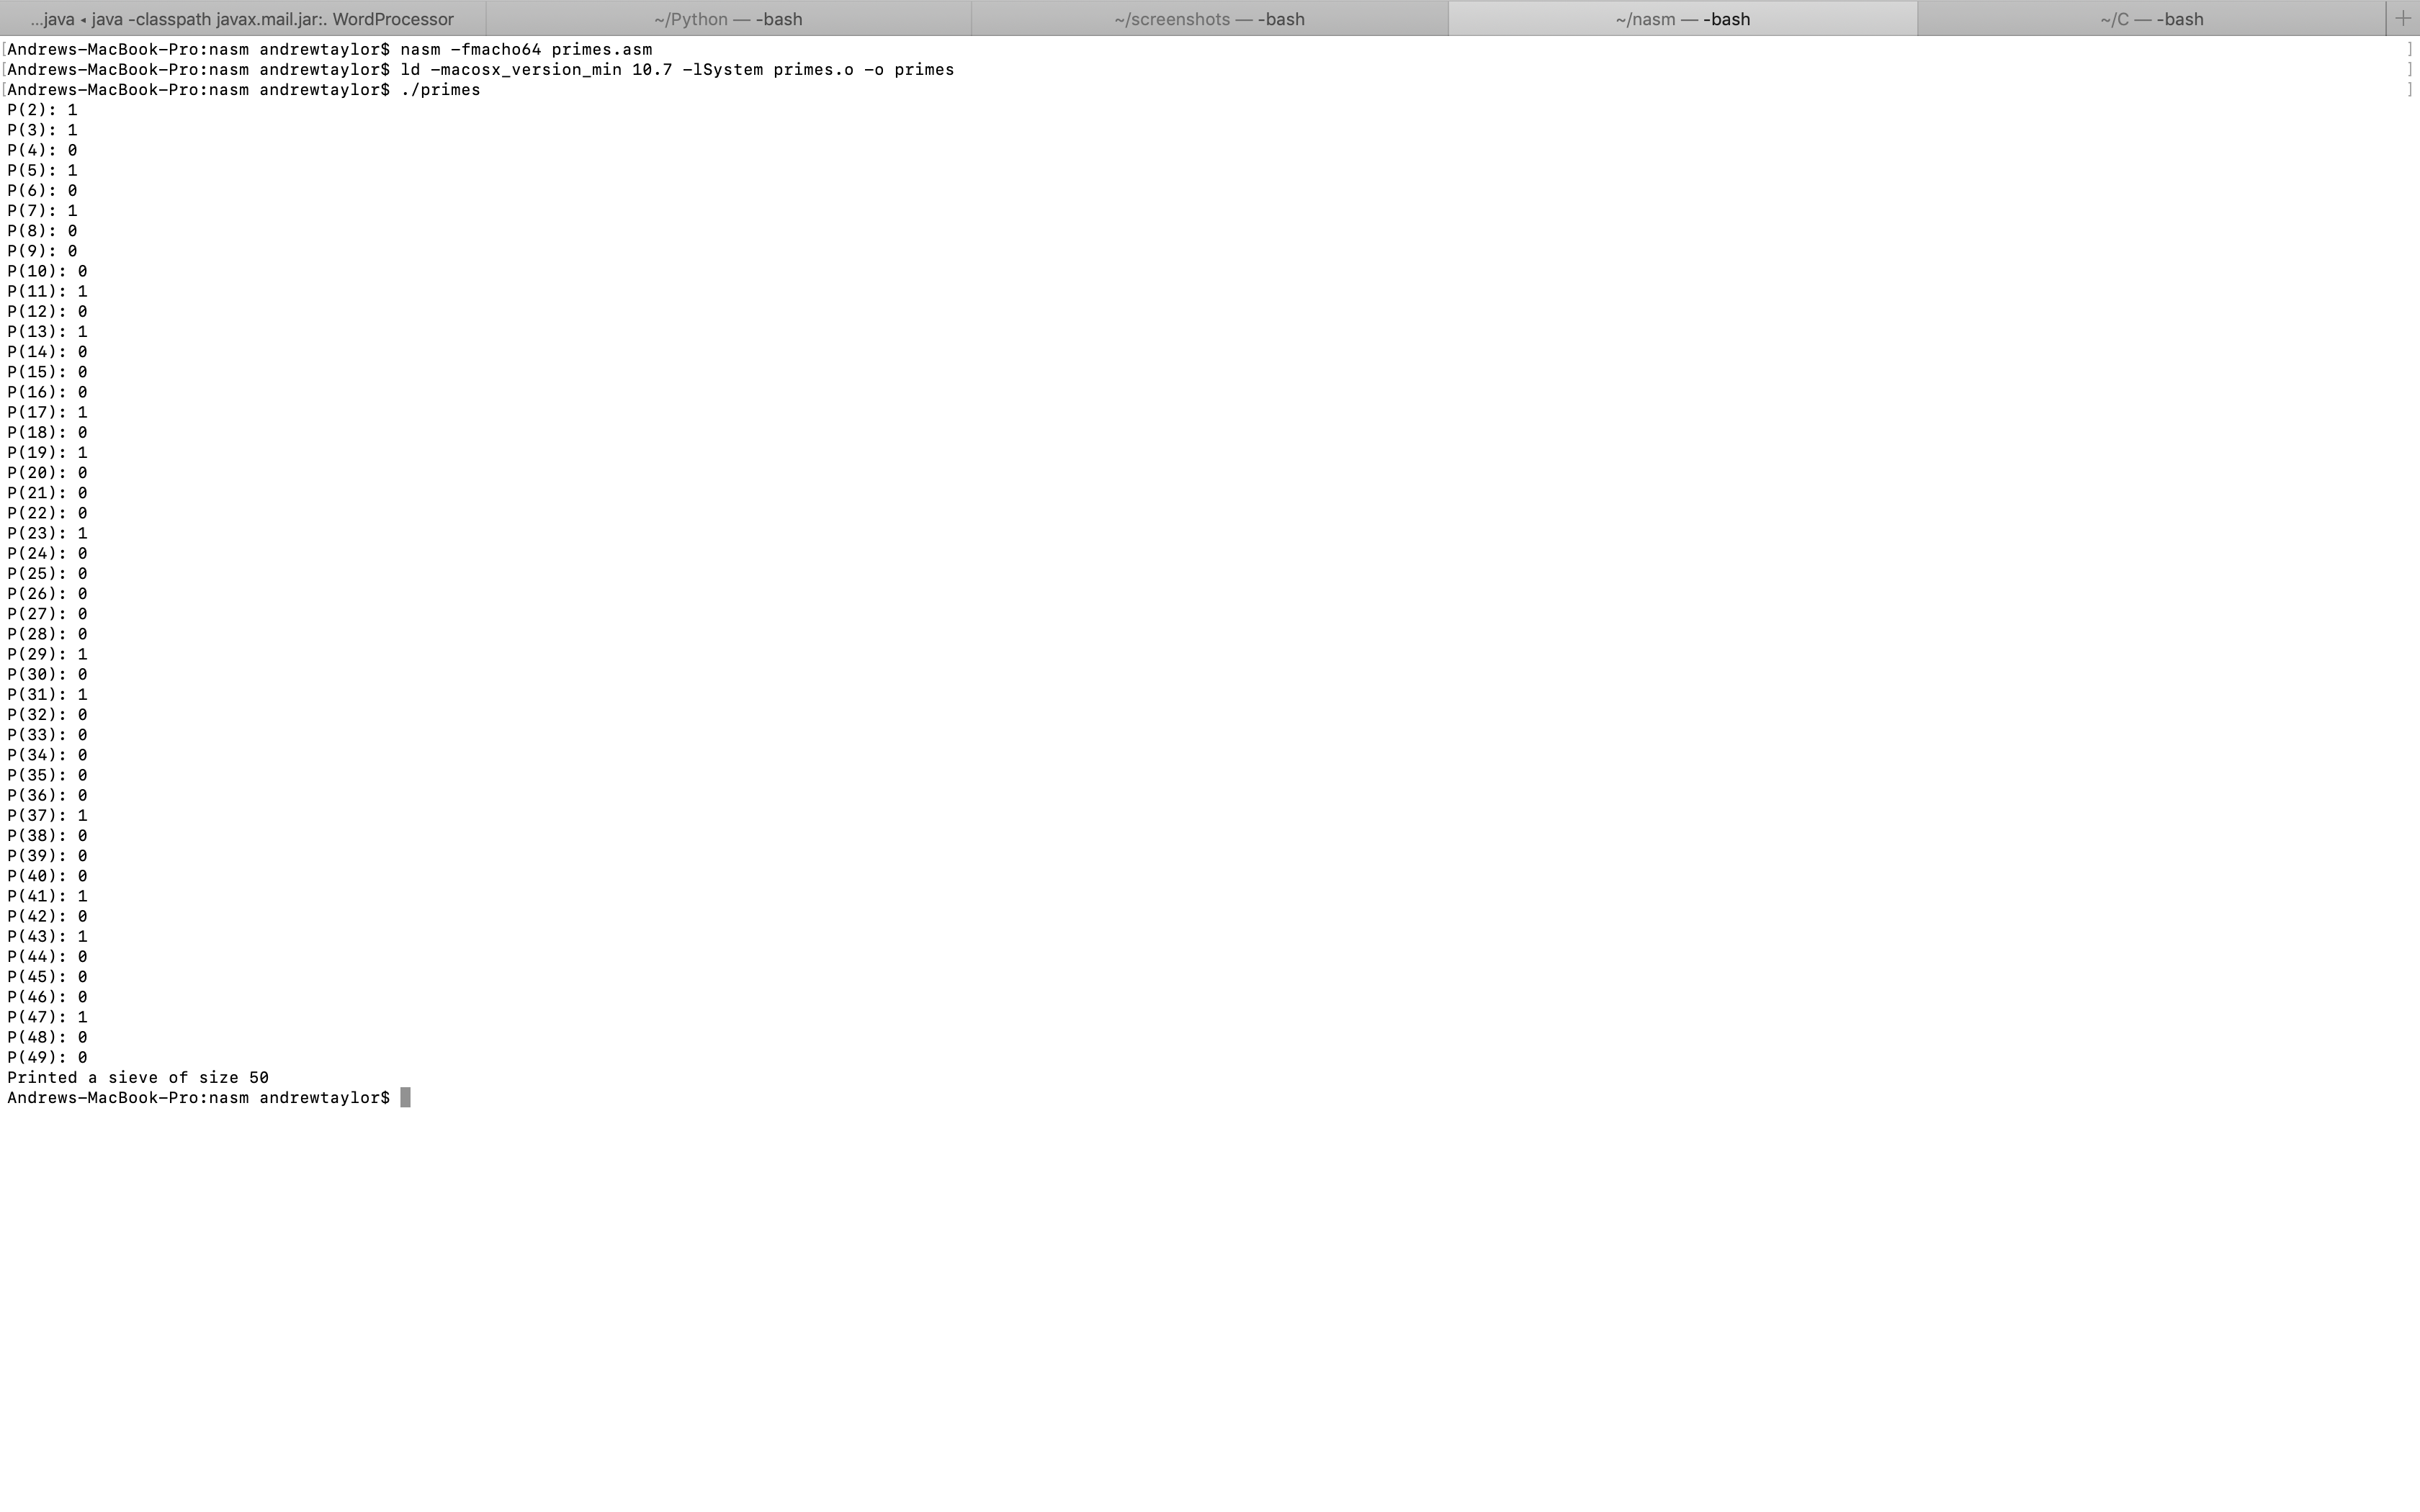 ...java ◂ java -classpath javax.mail.jar:. WordProcessor
~/Python — -bash
~/screenshots — -bash
~/nasm — -bash
~/C — -bash
+
[Andrews-MacBook-Pro:nasm andrewtaylor$ nasm -fmacho64 primes.asm ]
[Andrews-MacBook-Pro:nasm andrewtaylor$ ld -macosx_version_min 10.7 -lSystem primes.o -o primes ]
[Andrews-MacBook-Pro:nasm andrewtaylor$ ./primes ]
P(2): 1
P(3): 1
P(4): 0
P(5): 1
P(6): 0
P(7): 1
P(8): 0
P(9): 0
P(10): 0
P(11): 1
P(12): 0
P(13): 1
P(14): 0
P(15): 0
P(16): 0
P(17): 1
P(18): 0
P(19): 1
P(20): 0
P(21): 0
P(22): 0
P(23): 1
P(24): 0
P(25): 0
P(26): 0
P(27): 0
P(28): 0
P(29): 1
P(30): 0
P(31): 1
P(32): 0
P(33): 0
P(34): 0
P(35): 0
P(36): 0
P(37): 1
P(38): 0
P(39): 0
P(40): 0
P(41): 1
P(42): 0
P(43): 1
P(44): 0
P(45): 0
P(46): 0
P(47): 1
P(48): 0
P(49): 0
Printed a sieve of size 50
Andrews-MacBook-Pro:nasm andrewtaylor$